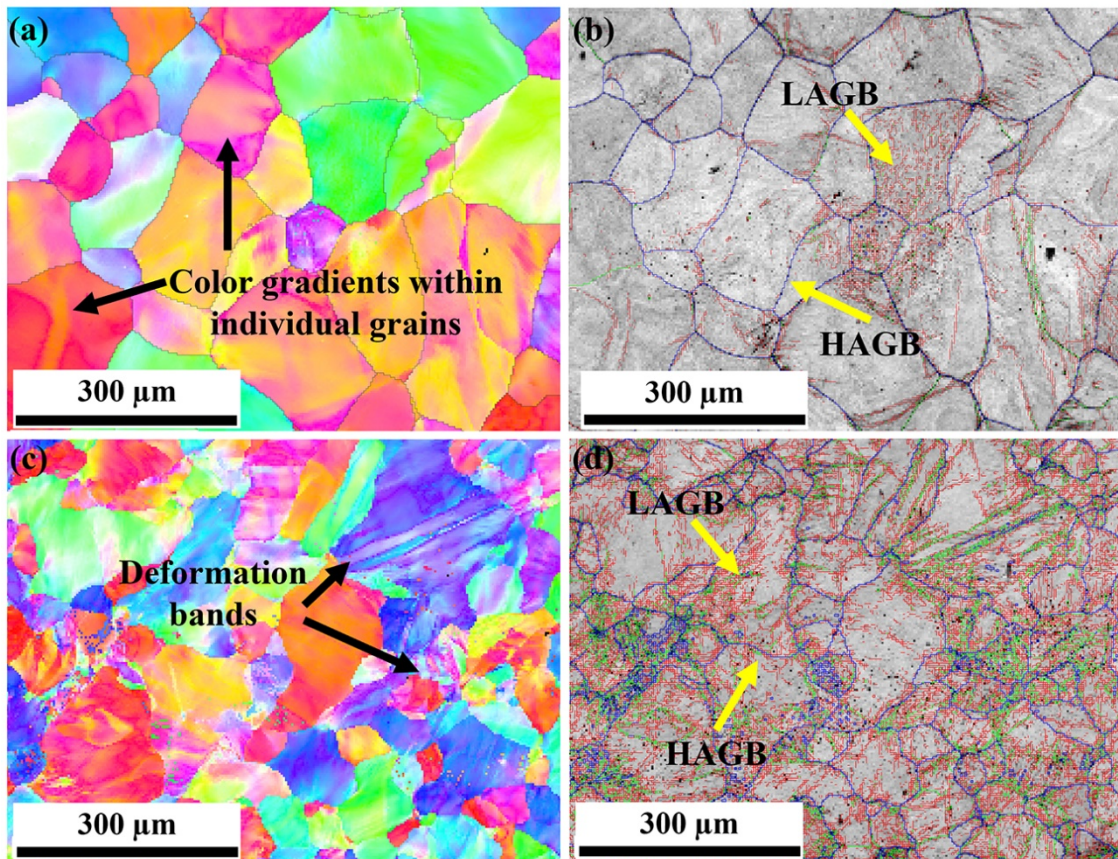 (a)
Color gradients within
individual grains
300 µm
(b)
LAGB
HAGB
300 µm
(c)
Deformation
bands
300 µm
(d)
LAGB
HAGB
300 µm